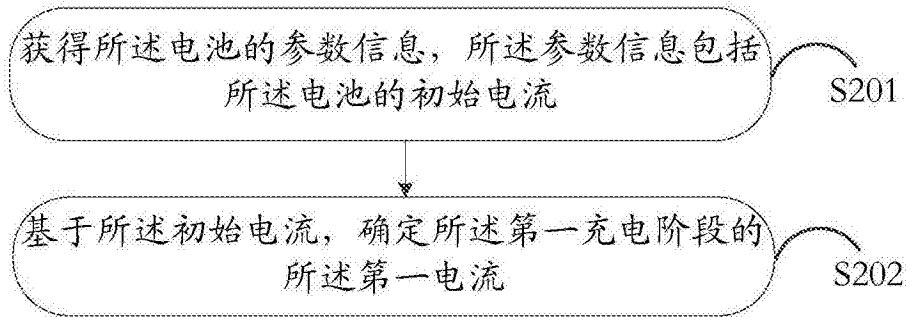 获得所述电池的参数信息，所述参数信息包括
所述电池的初始电流
S201
基于所述初始电流，确定所述第一充电阶段的
所述第一电流
S202